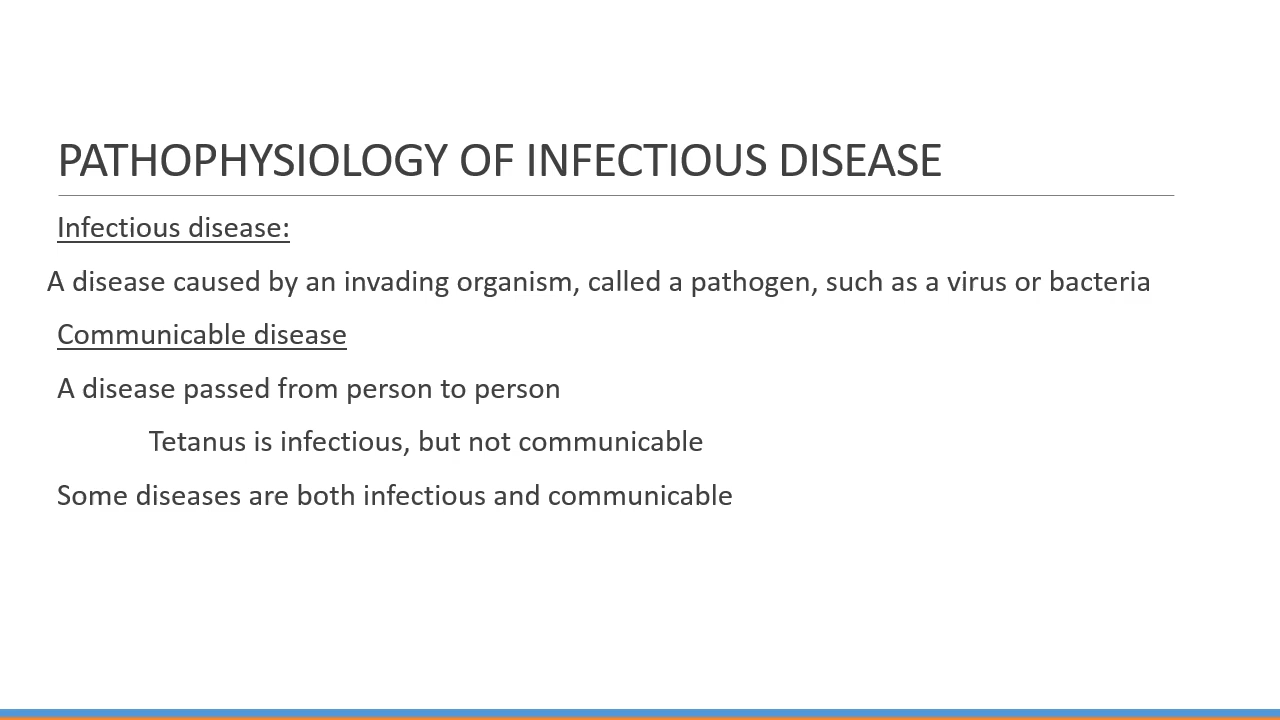 PATHOPHYSIOLOGY OF INFECTIOUS DISEASE
Infectious disease:
A disease caused by an invading organism, called a pathogen, such as a virus or bacteria
Communicable disease
A disease passed from person to person
Tetanus is infectious, but not communicable
Some diseases are both infectious and communicable